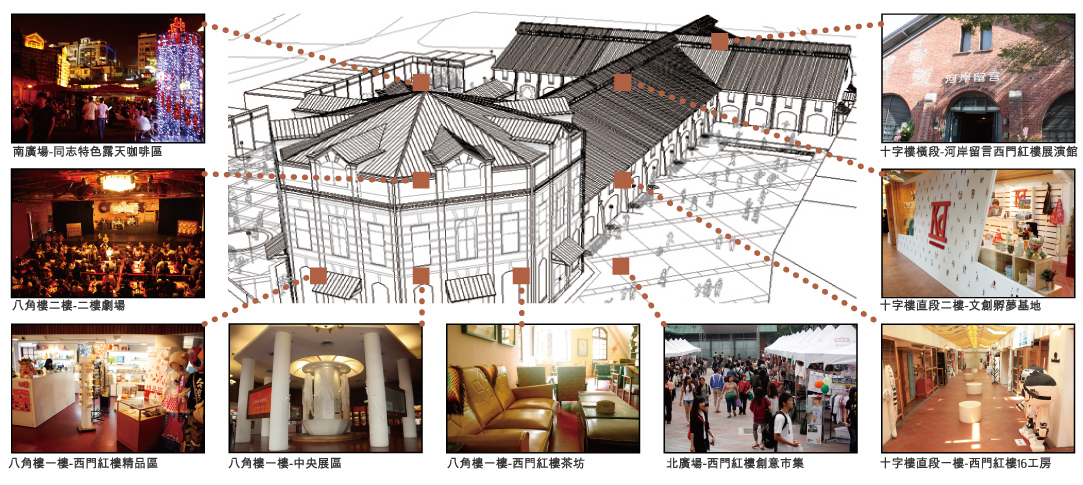 南廣場-同志特色露天咖啡區
河岸留言
十字樓橫段-河岸留言西門紅樓展演館
八角樓二樓-二樓劇場
十字樓直段二樓-文創孵夢基地
八角樓一樓-西門紅樓精品區
八角樓一樓-中央展區
八角樓一樓-西門紅樓茶坊
北廣場-西門紅樓創意市集
十字樓直段一樓-西門紅樓16工房